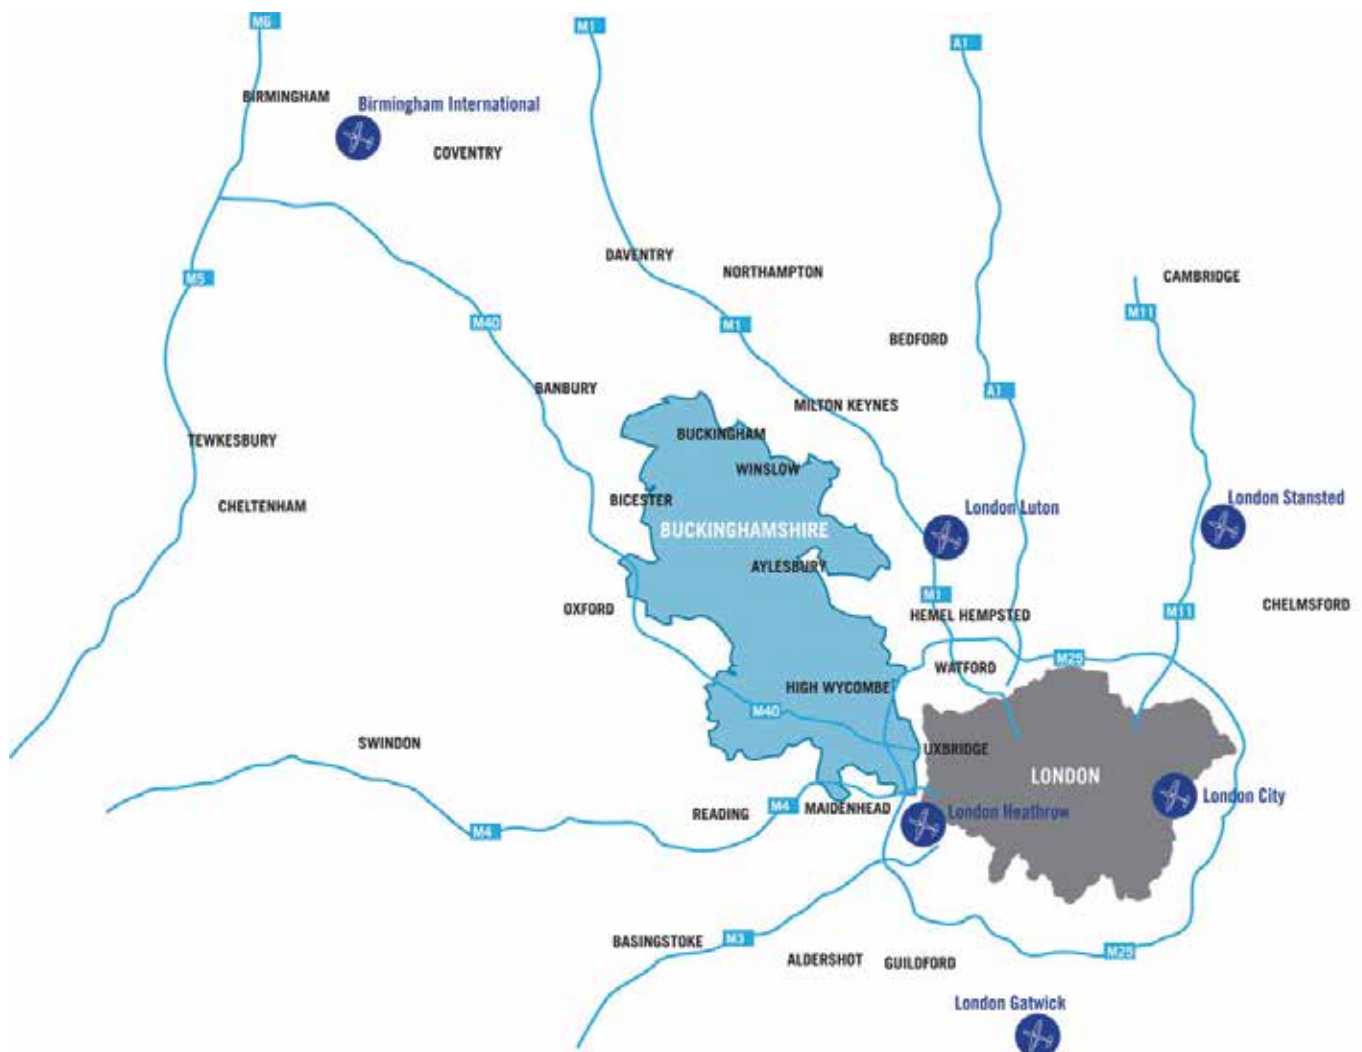 M6
M1
A1
BIRMINGHAM
Birmingham International
COVENTRY
DAVENTRY
NORTHAMPTON
CAMBRIDGE
M5
M11
M40
M1
BEDFORD
BANBURY
A1
MILTON KEYNES
TEWKESBURY
BUCKINGHAM
WINSLOW
CHELTENHAM
BICESTER
London Luton
London Stansted
BUCKINGHAMSHIRE
AYLESBURY
M1
OXFORD
HEMEL HEMPSTED
M11
CHELMSFORD
M25
WATFORD
HIGH WYCOMBE
M40
SWINDON
UXBRIDGE
LONDON
London City
READING
M4
MAIDENHEAD
London Heathrow
M4
BASINGSTOKE
M3
M25
ALDERSHOT
GUILDFORD
London Gatwick